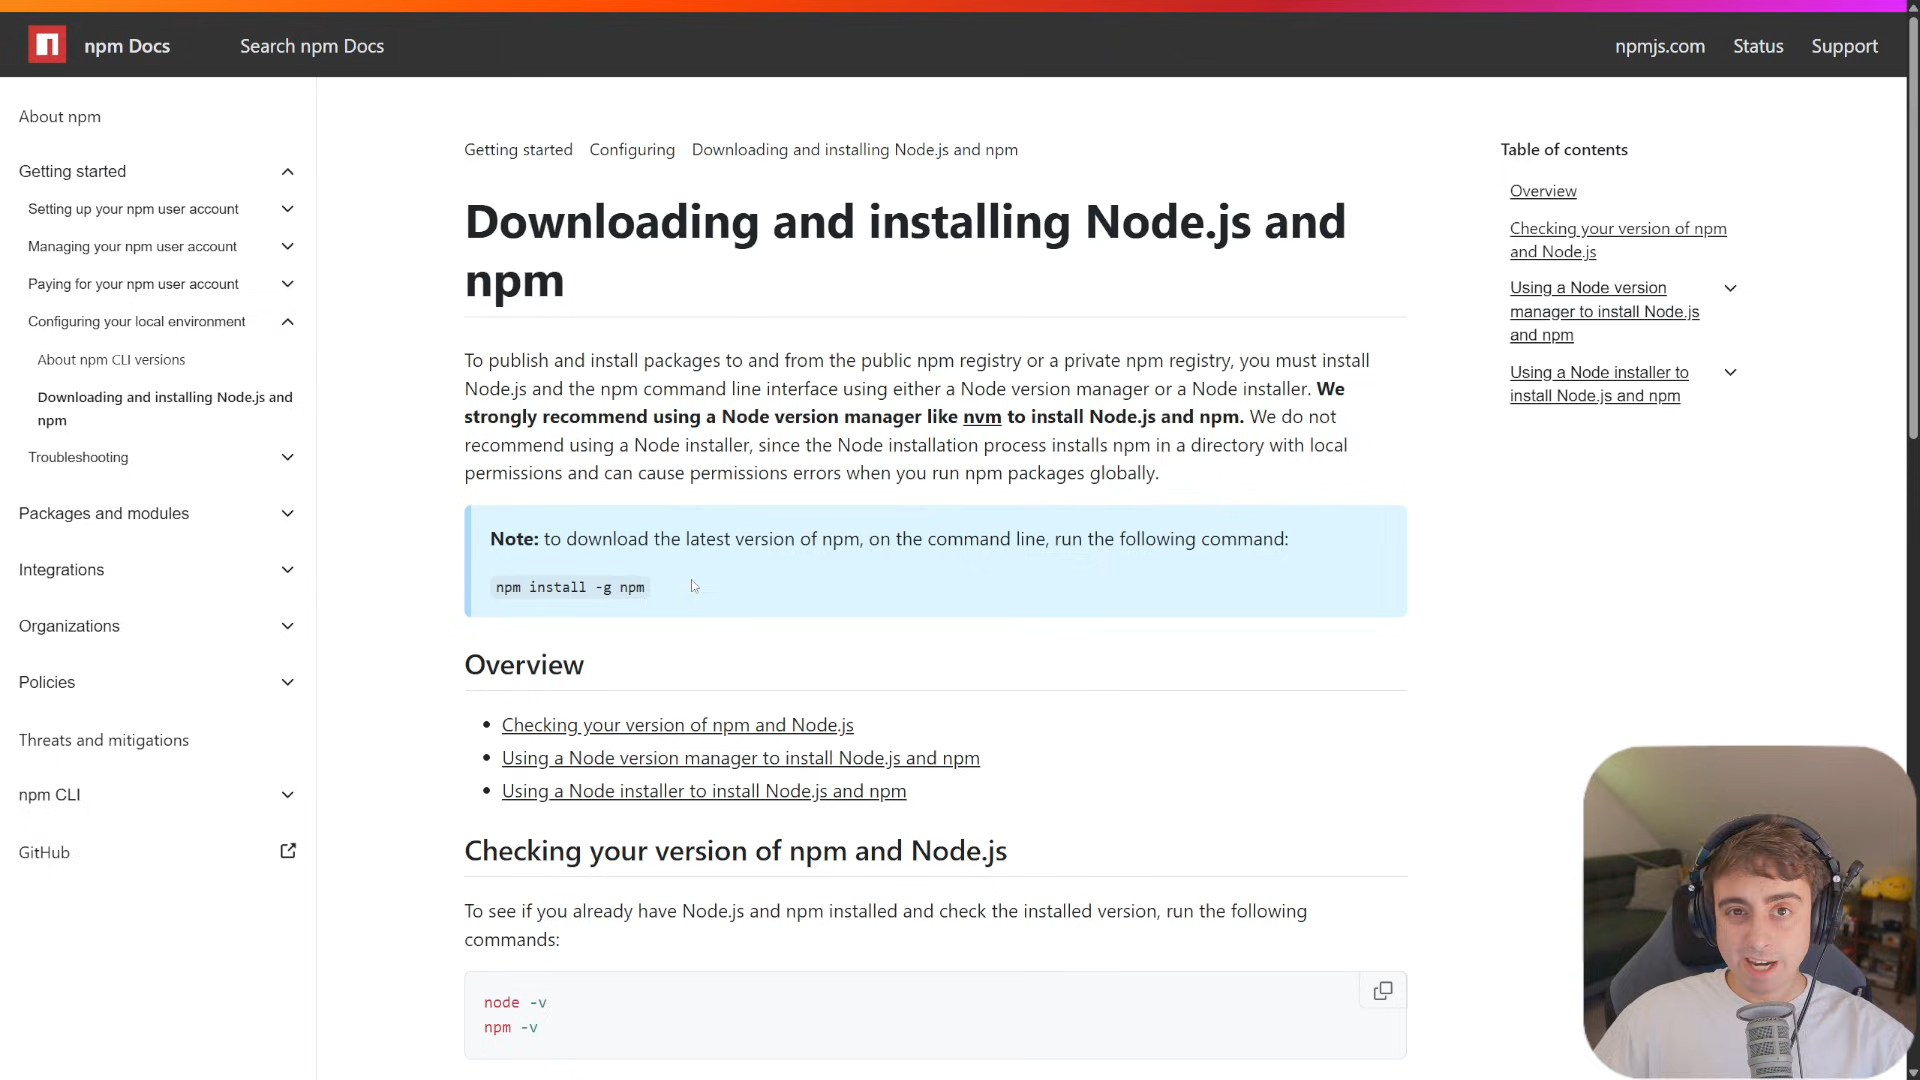 npm Docs
Search npm Docs
npmjs.com
Status
Support
About npm
Getting started
Setting up your npm user account
Managing your npm user account
Paying for your npm user account
Configuring your local environment
About npm CLI versions
Downloading and installing Node.js and
npm
Troubleshooting
Packages and modules
Integrations
Organizations
Policies
Threats and mitigations
npm CLI
GitHub
Getting started
Configuring
Downloading and installing Node.js and npm
Downloading and installing Node.js and
npm
To publish and install packages to and from the public npm registry or a private npm registry, you must install
Node.js and the npm command line interface using either a Node version manager or a Node installer. We
strongly recommend using a Node version manager like nvm to install Node.js and npm. We do not
recommend using a Node installer, since the Node installation process installs npm in a directory with local
permissions and can cause permissions errors when you run npm packages globally.
Note: to download the latest version of npm, on the command line, run the following command:
npm install -g npm
Overview
Checking your version of npm and Node.js
Using a Node version manager to install Node.js and npm
Using a Node installer to install Node.js and npm
Checking your version of npm and Node.js
To see if you already have Node.js and npm installed and check the installed version, run the following
commands:
node -v
npm -v
Table of contents
Overview
Checking your version of npm
and Node.js
Using a Node version
manager to install Node.js
and npm
Using a Node installer to
install Node.js and npm